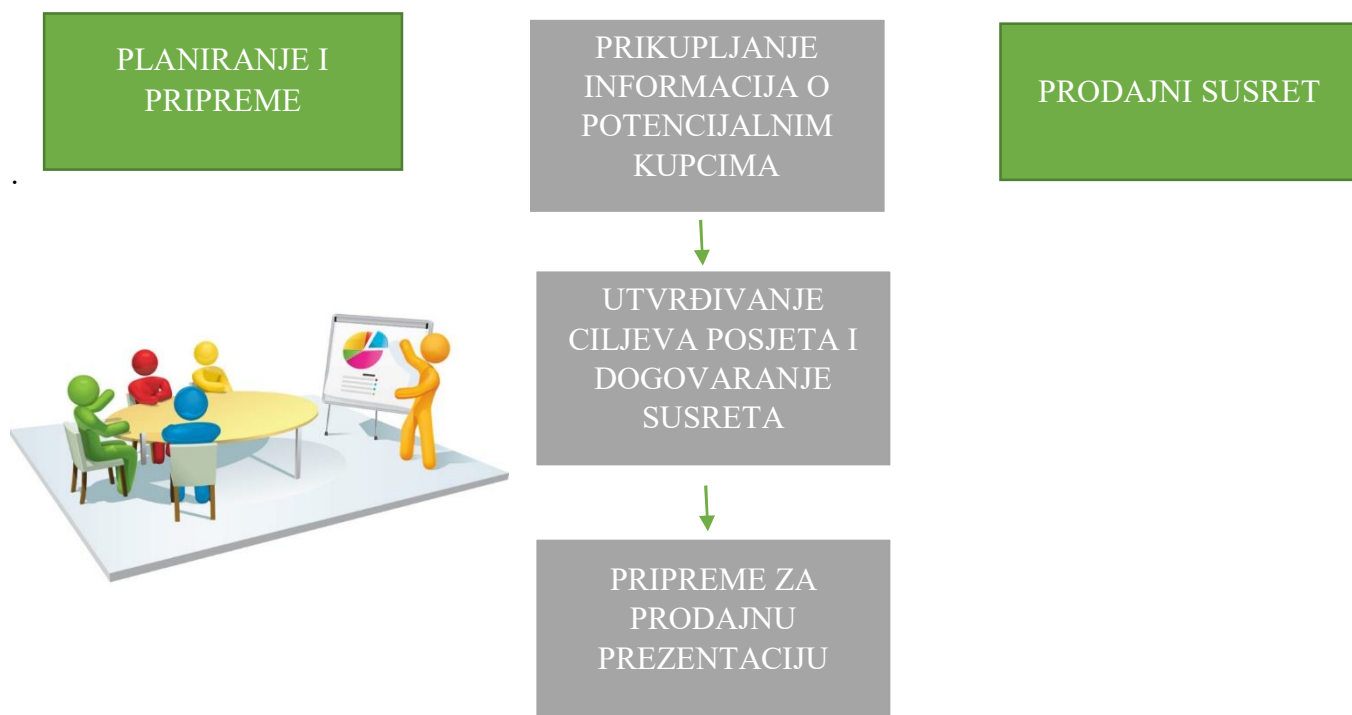 PLANIRANJE I
PRIPREME
.
PRIKUPLJANJE
INFORMACIJA O
POTENCIJALNIM
KUPCIMA
PRODAJNI SUSRET
UTVRĐIVANJE
CILJEVA POSJETA I
DOGOVARANJE
SUSRETA
PRIPREME ZA
PRODAJNU
PREZENTACIJU